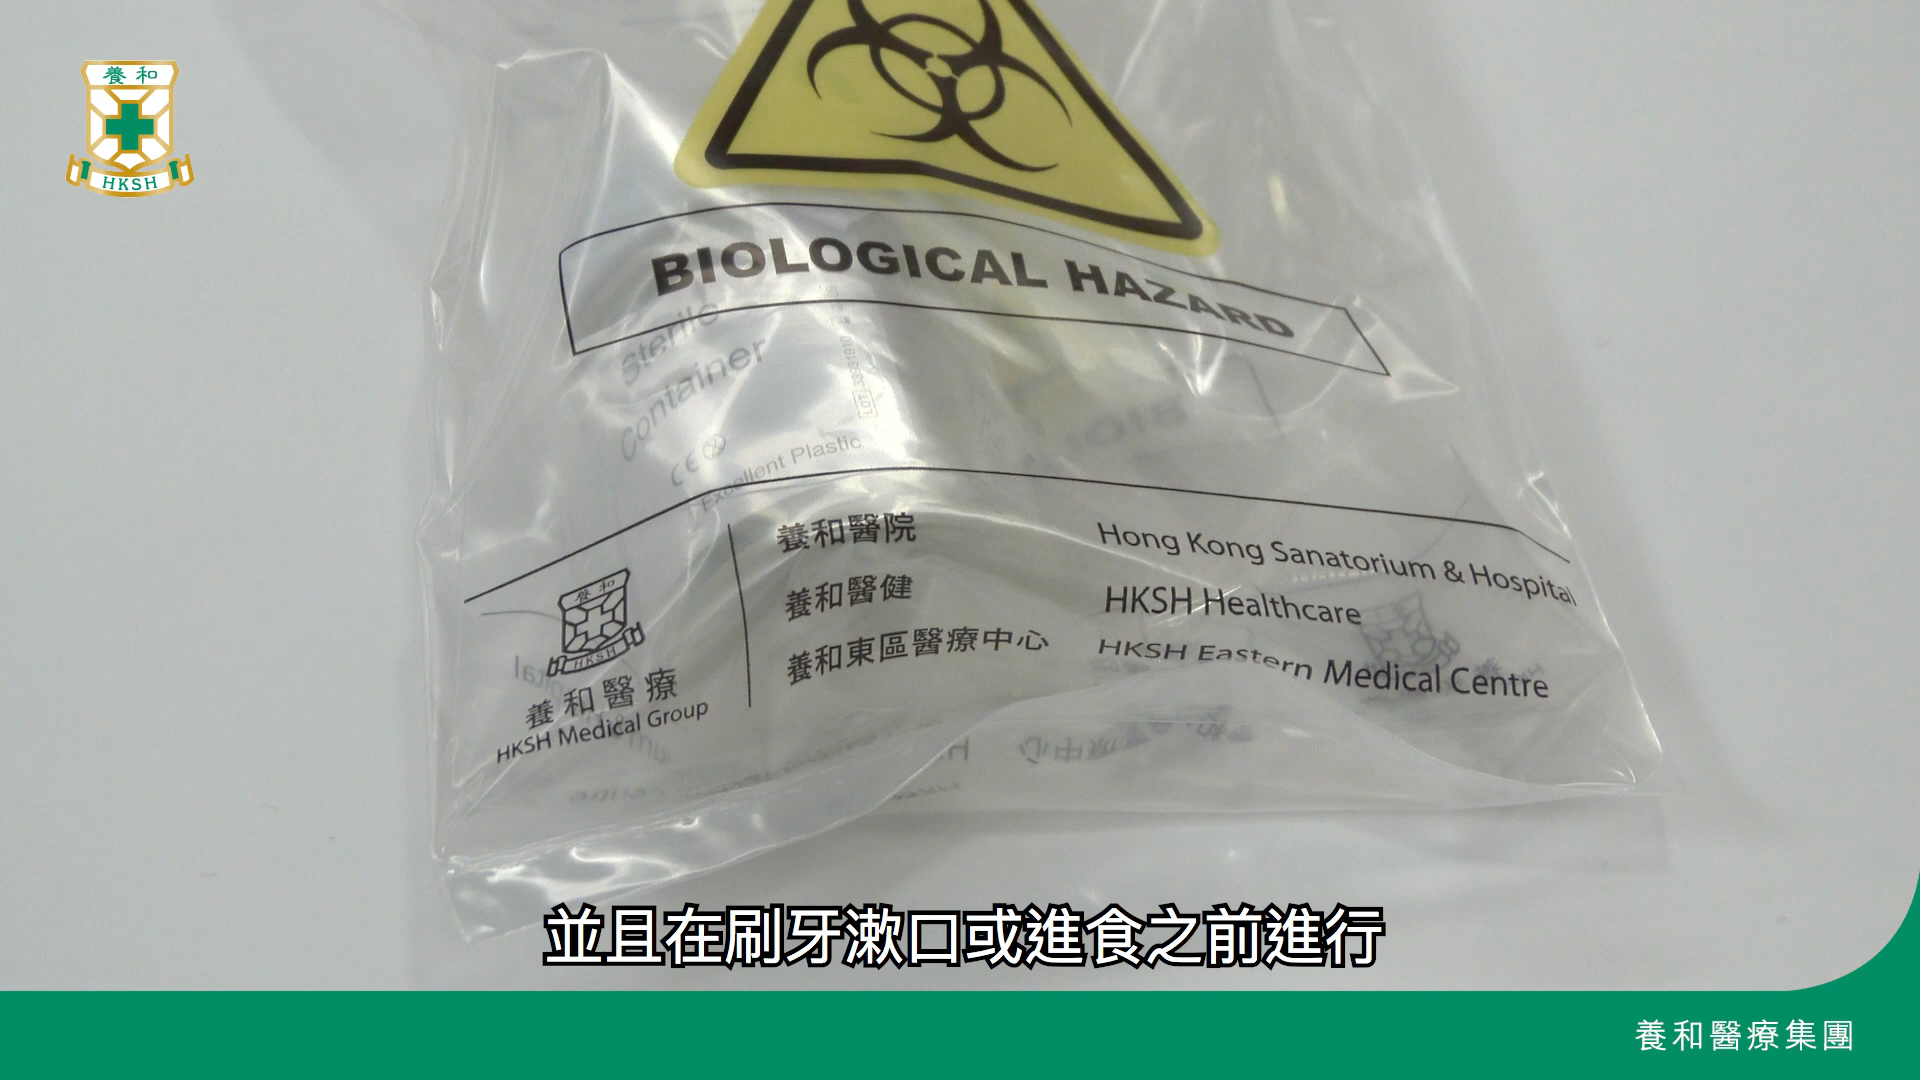 養和
HKSH
BIOLOGICAL HAZARD
sterile
container
Excellent Plastic
LOT
養和醫院 Hong Kong Sanatorium & Hospital
養和醫健 HKSH Healthcare
養和東區醫療中心 HKSH Eastern Medical Centre
養和
HKSH
養和醫療
HKSH Medical Group
並且在刷牙漱口或進食之前進行
養和醫療集團